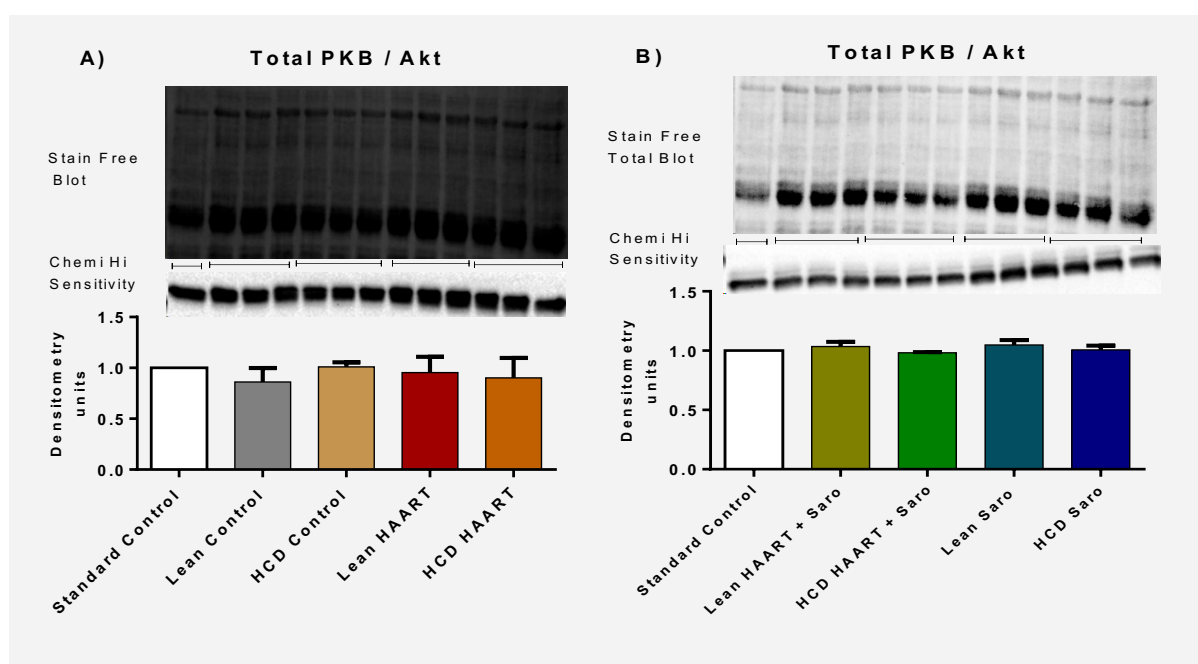 A)
Total PKB / Akt
Stain Free
Blot
Chemi Hi
Sensitivity
1.5
1.0
0.5
0.0
Densitometry
units
Standard Control
Lean Control
HCD Control
Lean HAART
HCD HAART
B)
Total PKB / Akt
Stain Free
Total Blot
Chemi Hi
Sensitivity
1.5
1.0
0.5
0.0
Densitometry
units
Standard Control
Lean HAART + Saro
HCD HAART + Saro
Lean Saro
HCD Saro